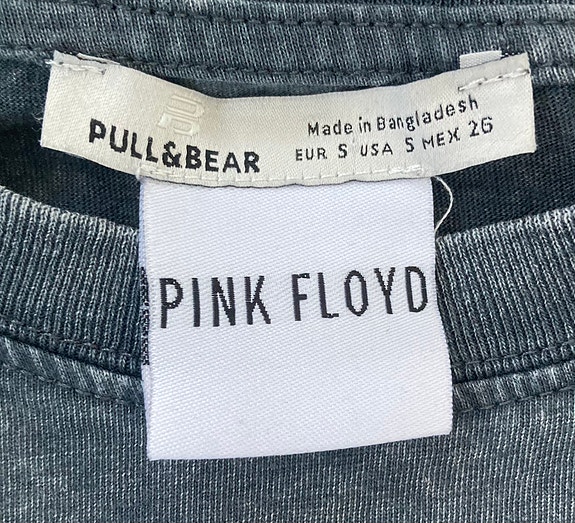 PULL&BEAR
Made in Bangladesh
EUR S USA S MEX 26
PINK FLOYD